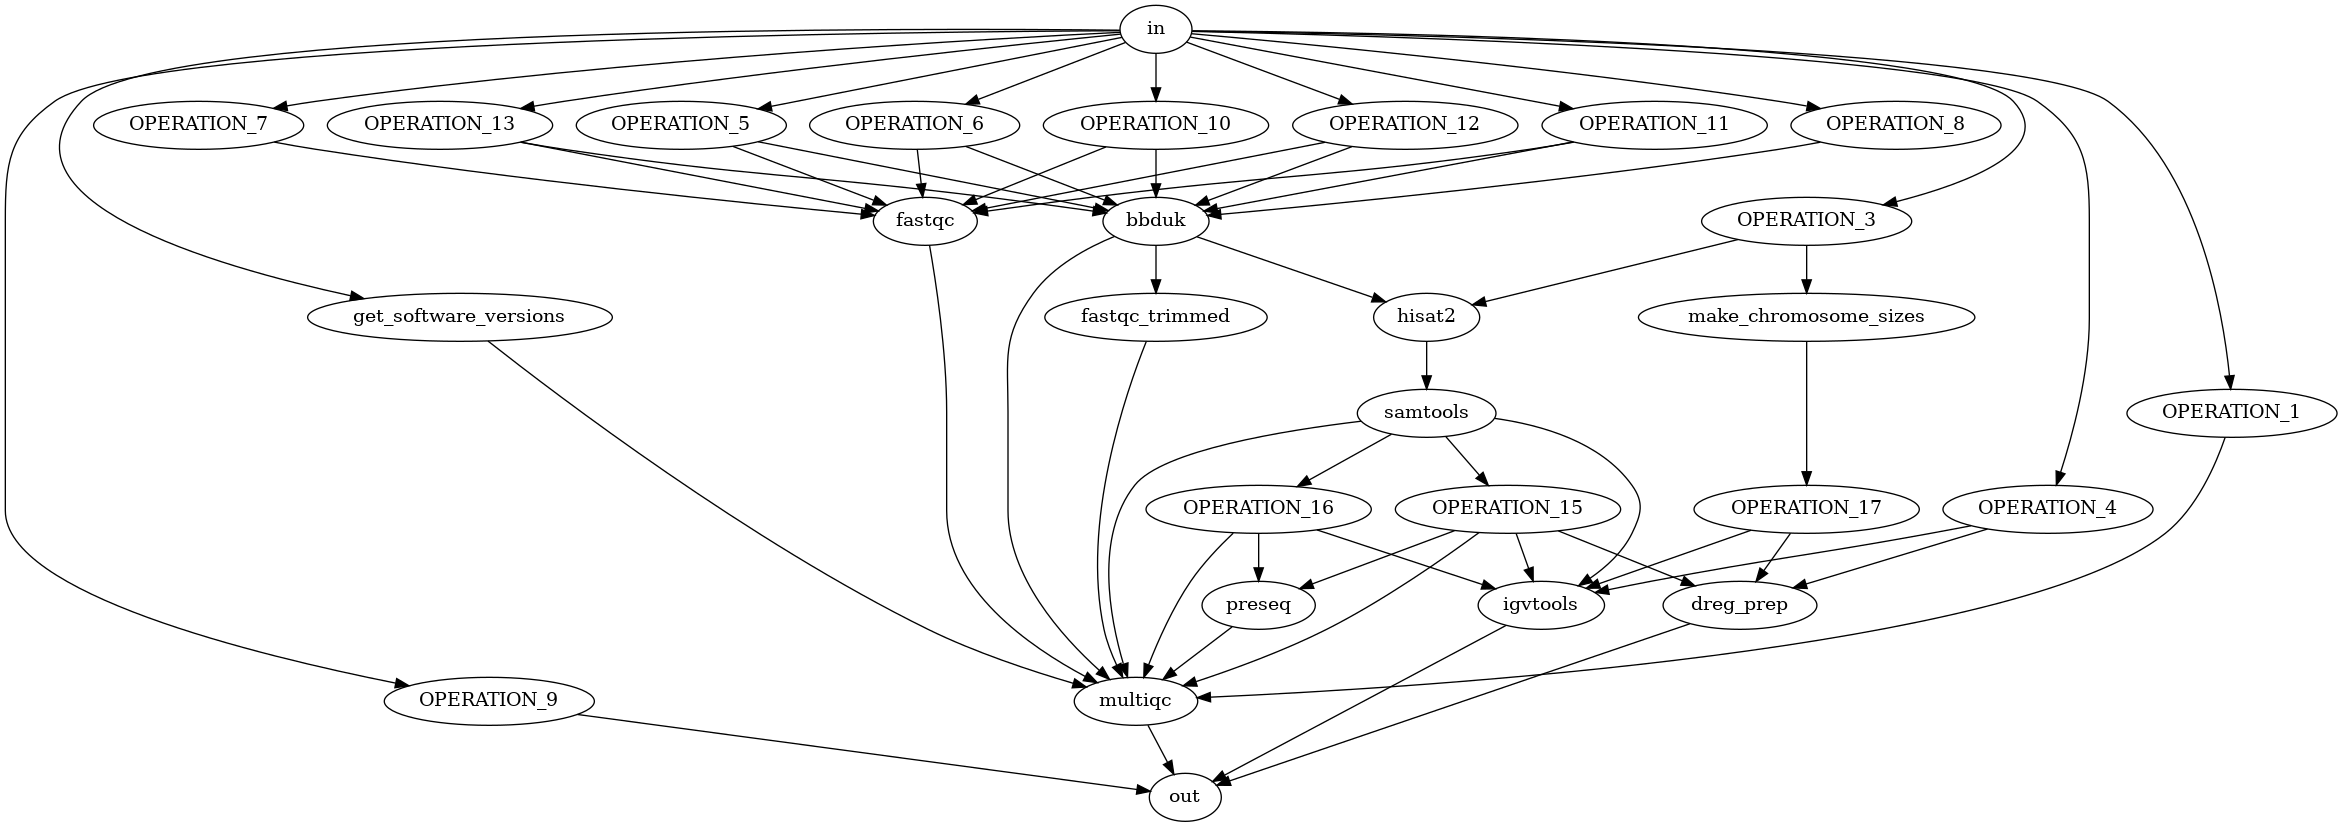 in
OPERATION_7
OPERATION_13
OPERATION_5
OPERATION_6
OPERATION_10
OPERATION_12
OPERATION_11
OPERATION_8
fastqc
bbduk
OPERATION_3
get_software_versions
fastqc_trimmed
hisat2
make_chromosome_sizes
samtools
OPERATION_1
OPERATION_16
OPERATION_15
OPERATION_17
OPERATION_4
preseq
igvtools
dreg_prep
OPERATION_9
multiqc
out